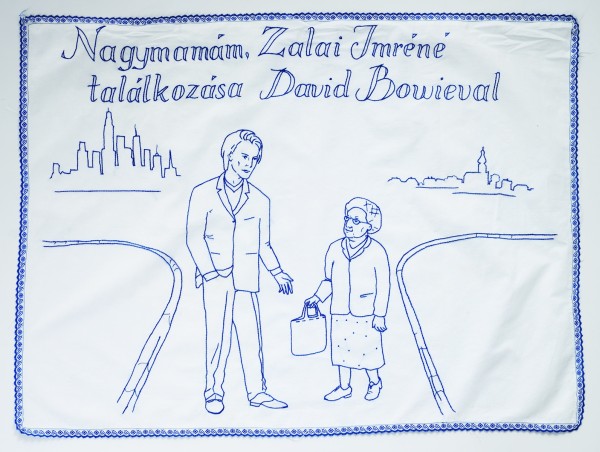 Nagymamám, Zalai Imréné
találkozása David Bowieval